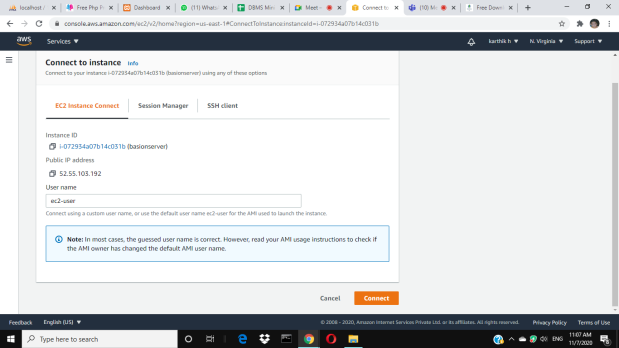 localhost /
Free Php Pr
Dashboard
(11) Whats
DBMS Min
Meet –
Connect to
(10) M
Free Down
console.aws.amazon.com/ec2/v2/home?region=us-east-1#ConnectToInstance:instanceId=i-072934a07b14c031b
aws
Services
karthik h
N. Virginia
Support
Connect to instance Info
Connect to your instance i-072934a07b14c031b (basionserver) using any of these options
EC2 Instance Connect
Session Manager
SSH client
Instance ID
i-072934a07b14c031b (basionserver)
Public IP address
52.55.103.192
User name
ec2-user
Connect using a custom user name, or use the default user name ec2-user for the AMI used to launch the instance.
Note: In most cases, the guessed user name is correct. However, read your AMI usage instructions to check if
the AMI owner has changed the default AMI user name.
Cancel
Connect
Feedback
English (US)
© 2008 - 2020, Amazon Internet Services Private Ltd. or its affiliates. All rights reserved.
Privacy Policy
Terms of Use
Type here to search
ENG
11:07 AM
11/7/2020